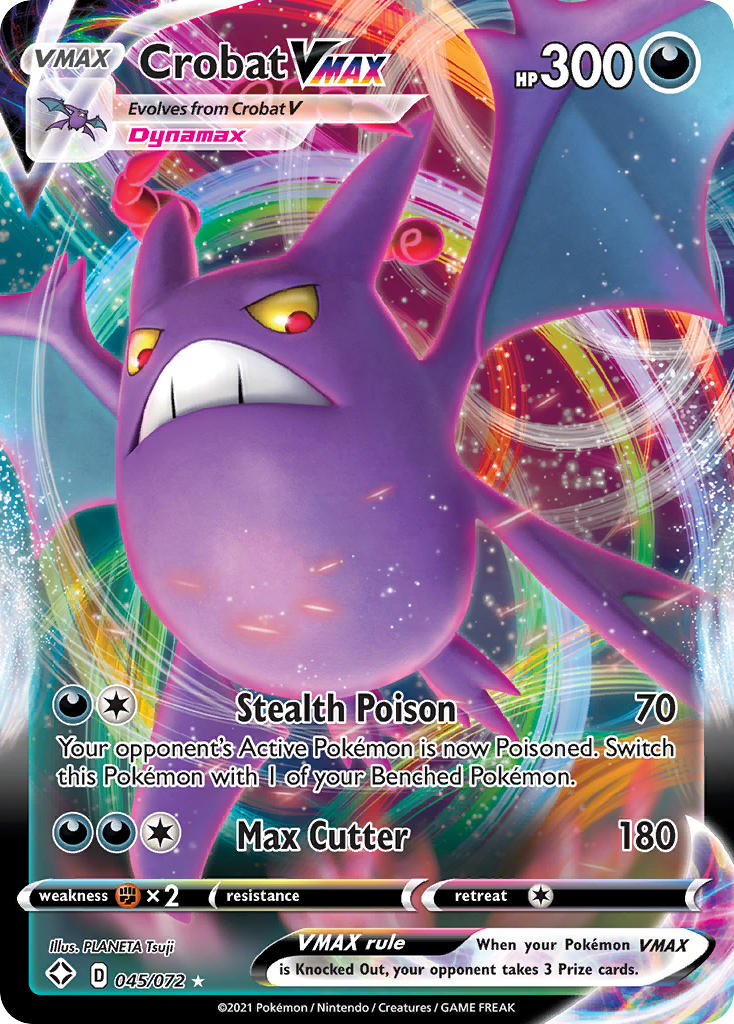 VMAX
Crobat VMAX
HP 300
Evolves from Crobat V
Dynamax
Stealth Poison 70
Your opponent's Active Pokémon is now Poisoned. Switch
this Pokémon with 1 of your Benched Pokémon.
Max Cutter 180
weakness ×2 resistance retreat
Illus. PLANETA Tsuji
D 045/072 ★
VMAX rule When your Pokémon VMAX
is Knocked Out, your opponent takes 3 Prize cards.
©2021 Pokémon / Nintendo / Creatures / GAME FREAK